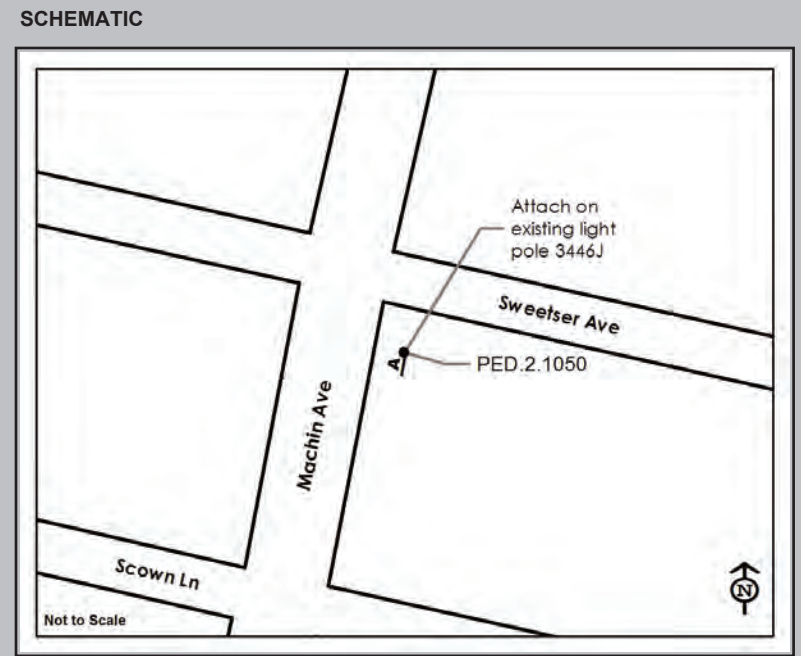 SCHEMATIC
Attach on
existing light
pole 3446J
Sweetser Ave
A
PED.2.1050
Machin Ave
Scown Ln
N
Not to Scale